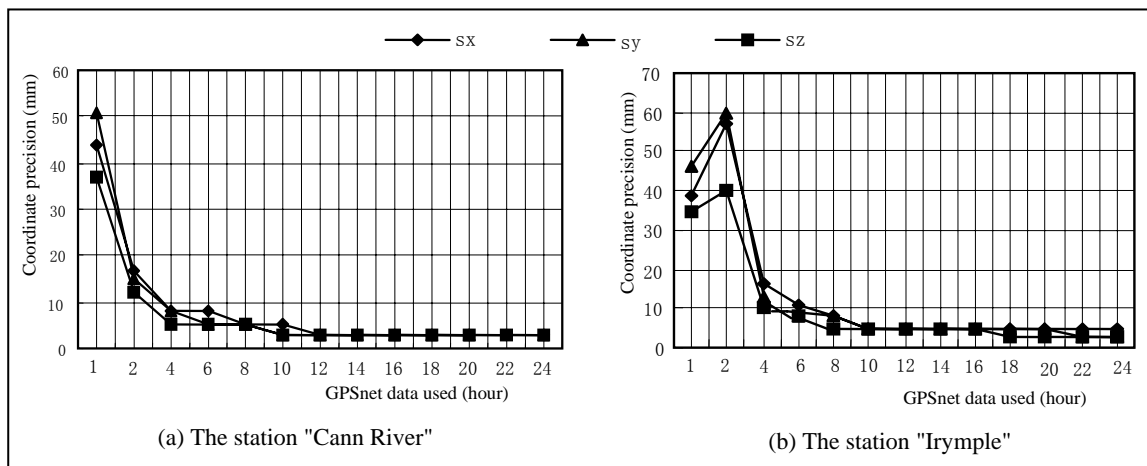 sx sy sz
60
50
40
30
20
10
0
Coordinate precision (mm)
1 2 4 6 8 10 12 14 16 18 20 22 24
GPSnet data used (hour)
(a) The station "Cann River"
70
60
50
40
30
20
10
0
Coordinate precision (mm)
1 2 4 6 8 10 12 14 16 18 20 22 24
GPSnet data used (hour)
(b) The station "Irymple"